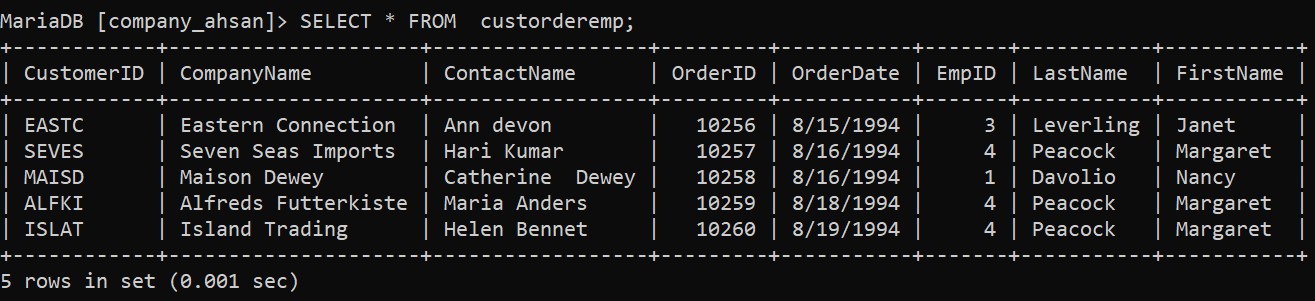 MariaDB [company_ahsan]> SELECT * FROM  custorderemp;
+------------+---------------------+------------------+---------+-----------+-------+-----------+-----------+
| CustomerID | CompanyName         | ContactName      | OrderID | OrderDate | EmpID | LastName  | FirstName |
+------------+---------------------+------------------+---------+-----------+-------+-----------+-----------+
| EASTC      | Eastern Connection  | Ann devon        |   10256 | 8/15/1994 |     3 | Leverling | Janet     |
| SEVES      | Seven Seas Imports  | Hari Kumar       |   10257 | 8/16/1994 |     4 | Peacock   | Margaret  |
| MAISD      | Maison Dewey        | Catherine  Dewey |   10258 | 8/16/1994 |     1 | Davolio   | Nancy     |
| ALFKI      | Alfreds Futterkiste | Maria Anders     |   10259 | 8/18/1994 |     4 | Peacock   | Margaret  |
| ISLAT      | Island Trading      | Helen Bennet     |   10260 | 8/19/1994 |     4 | Peacock   | Margaret  |
+------------+---------------------+------------------+---------+-----------+-------+-----------+-----------+
5 rows in set (0.001 sec)